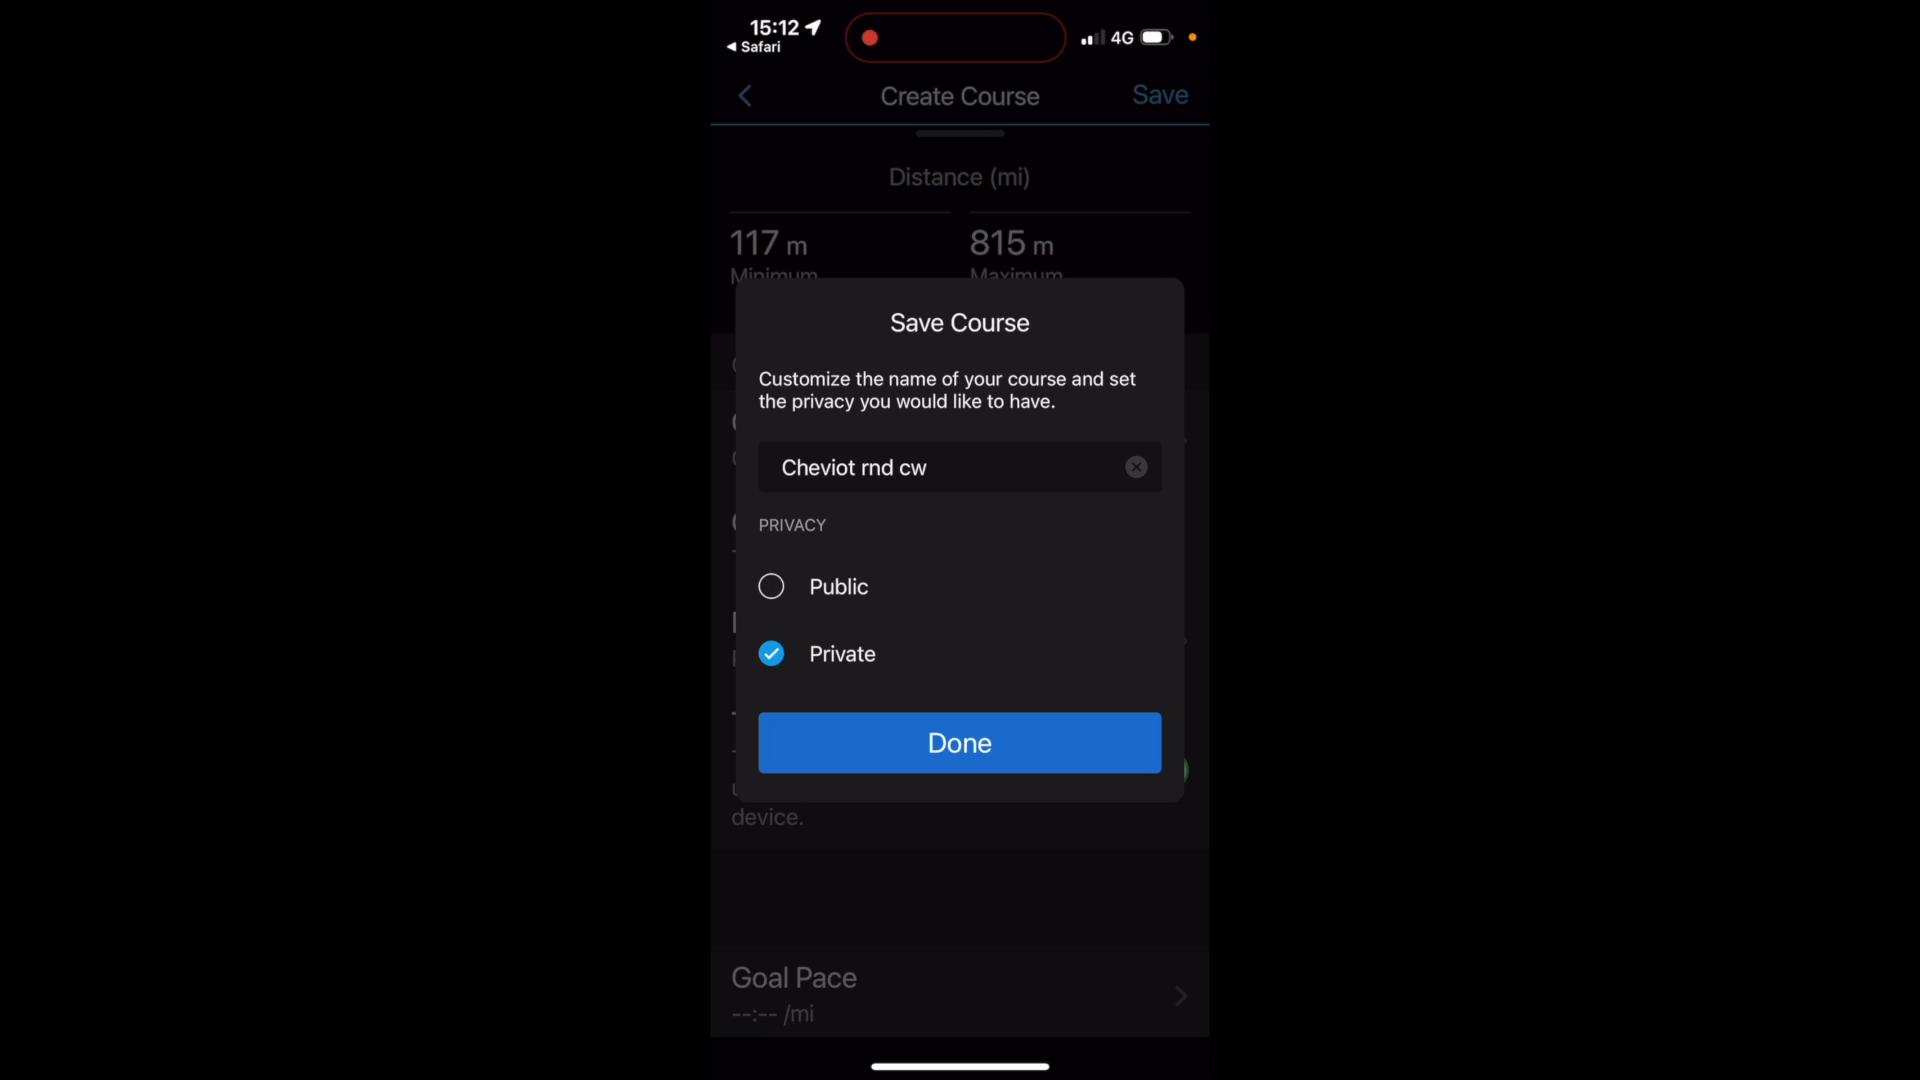 15:12
◀ Safari
4G
Create Course
Save
Distance (mi)
117 m
815 m
Minimum
Maximum
Save Course
Customize the name of your course and set
the privacy you would like to have.
Cheviot rnd cw
PRIVACY
Public
Private
Done
device.
Goal Pace
--:-- /mi